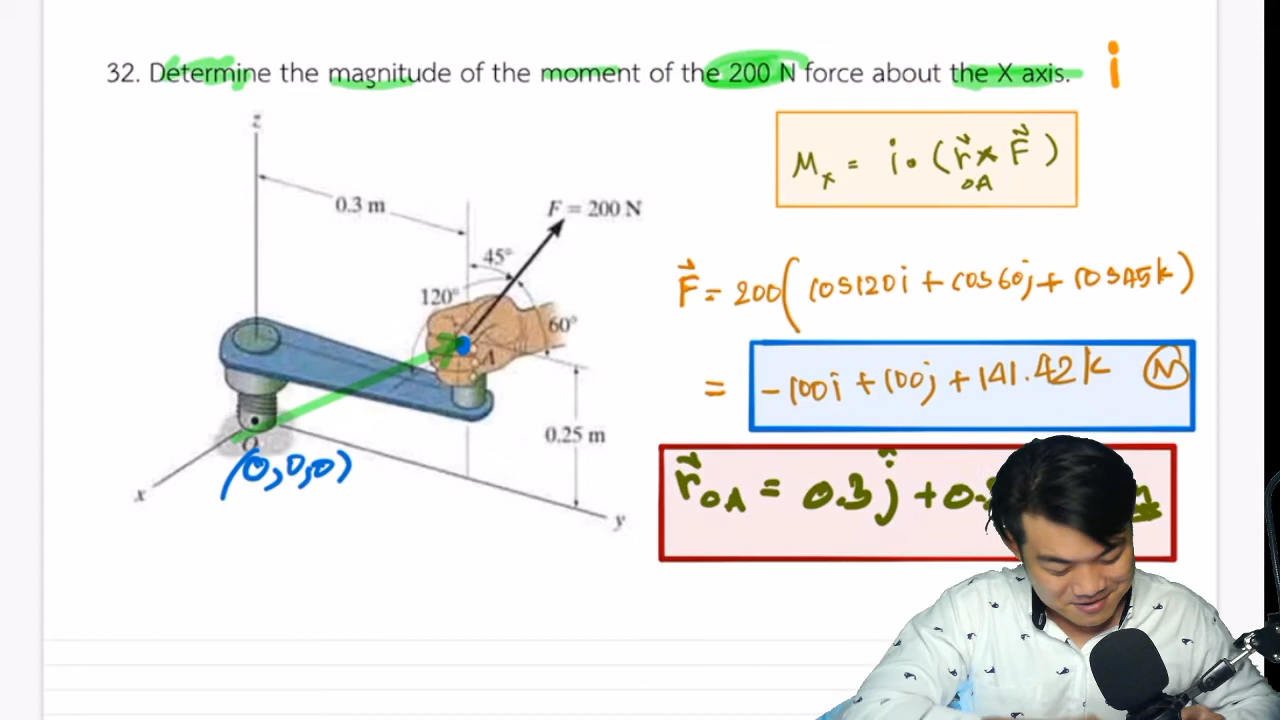 32. Determine the magnitude of the moment of the 200 N force about the X axis. i
z
0.3 m
F = 200 N
45°
120°
60°
A
0.25 m
O
(0,0,0)
x
y
Mx = i • (r⃗OA × F⃗)
F⃗ = 200(cos120i + cos60j + cos45k)
= -100i + 100j + 141.42k (N)
r⃗OA = 0.3j + 0.